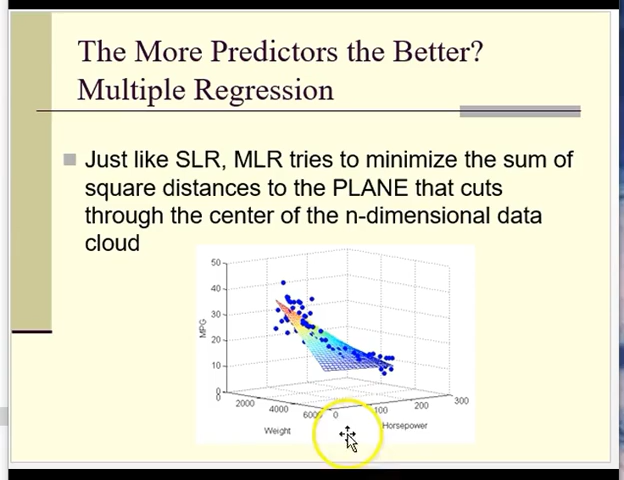 The More Predictors the Better?
Multiple Regression
Just like SLR, MLR tries to minimize the sum of
square distances to the PLANE that cuts
through the center of the n-dimensional data
cloud
50
40
30
20
10
0
MPG
0
2000
4000
6000
0
100
200
300
Weight
Horsepower